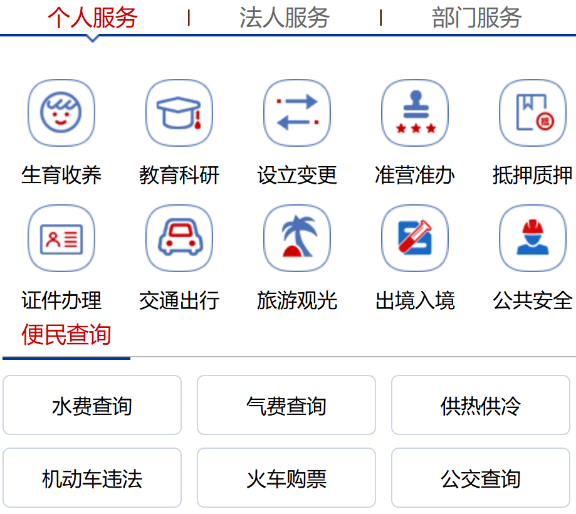 个人服务 | 法人服务 | 部门服务
生育收养 教育科研 设立变更 准营准办 抵押质押
证件办理 交通出行 旅游观光 出境入境 公共安全
便民查询
水费查询 气费查询 供热供冷
机动车违法 火车购票 公交查询